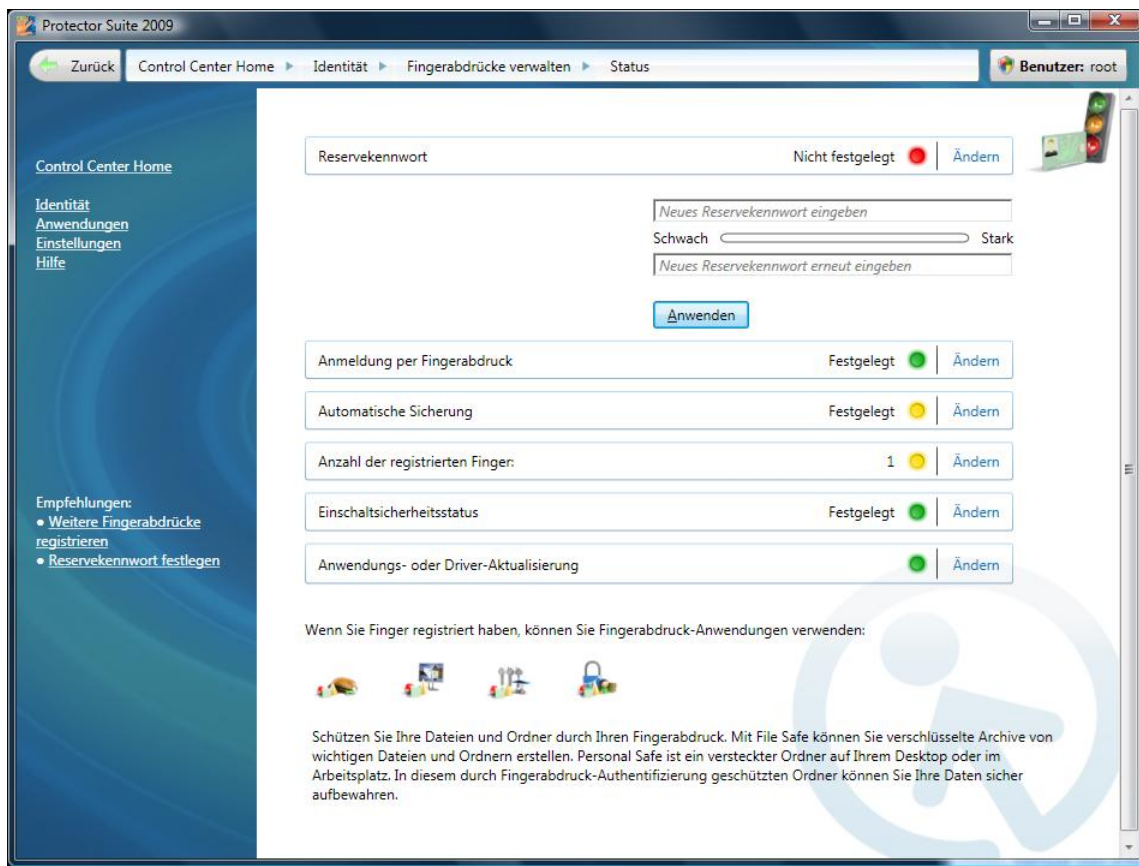 Protector Suite 2009
Zurück
Control Center Home
Identität
Fingerabdrücke verwalten
Status
Benutzer: root
Control Center Home
Identität
Anwendungen
Einstellungen
Hilfe
Empfehlungen:
● Weitere Fingerabdrücke
registrieren
● Reservekennwort festlegen
Reservekennwort Nicht festgelegt Ändern
Neues Reservekennwort eingeben
Schwach Stark
Neues Reservekennwort erneut eingeben
Anwenden
Anmeldung per Fingerabdruck Festgelegt Ändern
Automatische Sicherung Festgelegt Ändern
Anzahl der registrierten Finger: 1 Ändern
Einschaltsicherheitsstatus Festgelegt Ändern
Anwendungs- oder Driver-Aktualisierung Ändern
Wenn Sie Finger registriert haben, können Sie Fingerabdruck-Anwendungen verwenden:
Schützen Sie Ihre Dateien und Ordner durch Ihren Fingerabdruck. Mit File Safe können Sie verschlüsselte Archive von
wichtigen Dateien und Ordnern erstellen. Personal Safe ist ein versteckter Ordner auf Ihrem Desktop oder im
Arbeitsplatz. In diesem durch Fingerabdruck-Authentifizierung geschützten Ordner können Sie Ihre Daten sicher
aufbewahren.